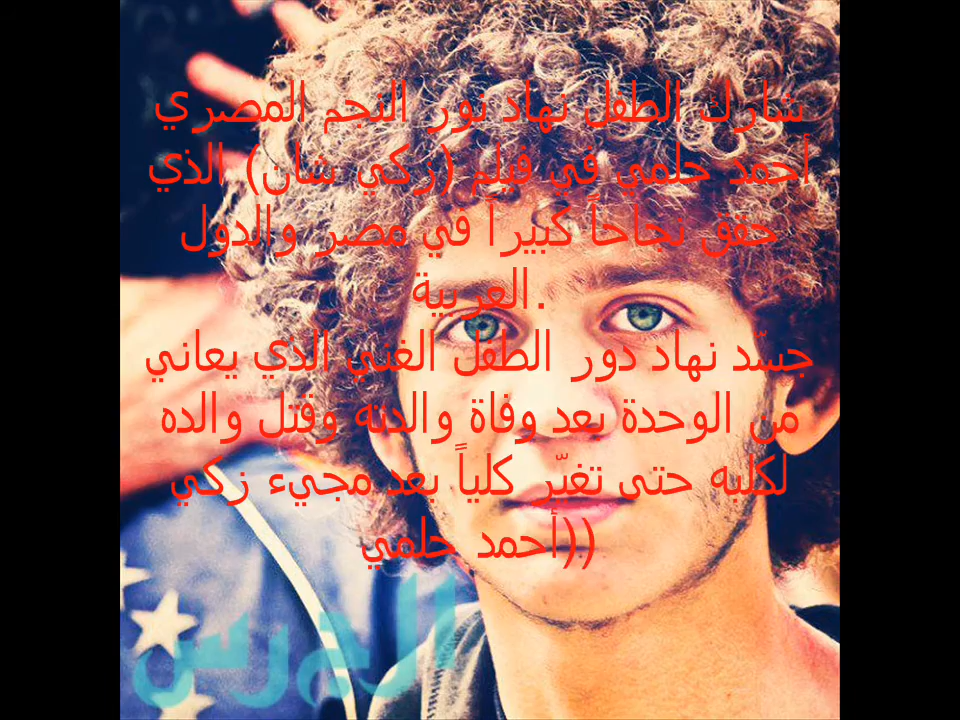 شارك الطفل نهاد نور النجم المصري
أحمد حلمي في فيلم (زكي شان) الذي
حقق نجاحاً كبيراً في مصر والدول
العربية.
جسّد نهاد دور الطفل الغني الذي يعاني
من الوحدة بعد وفاة والدته وقتل والده
لكلبه حتى تغيّر كلياً بعد مجيء زكي
((أحمد حلمي
الجرس